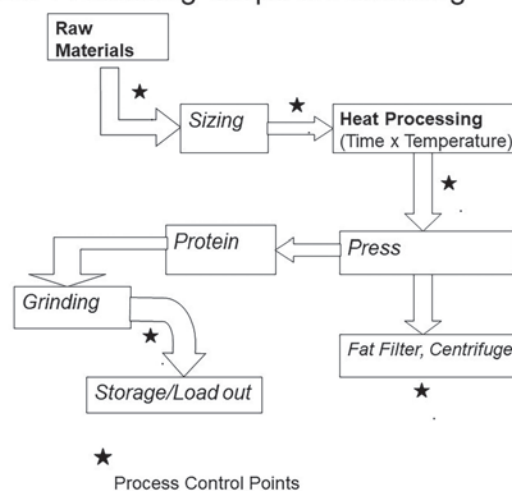 Raw
Materials
Sizing
Heat Processing
(Time x Temperature)
Protein
Press
Grinding
Fat Filter, Centrifuge
Storage/Load out
Process Control Points